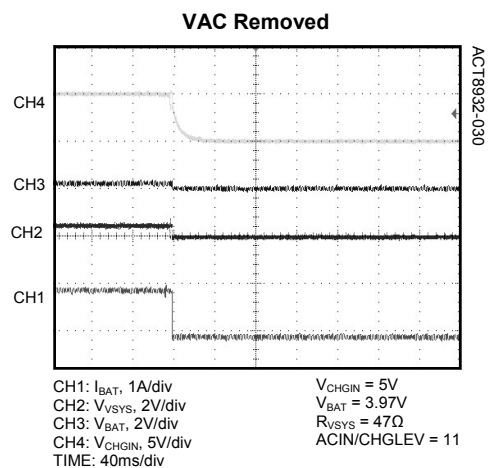 VAC Removed
ACT8932-030
CH4
CH3
CH2
CH1
CH1: IBAT, 1A/div
CH2: VVSYS, 2V/div
CH3: VBAT, 2V/div
CH4: VCHGIN, 5V/div
TIME: 40ms/div
VCHGIN = 5V
VBAT = 3.97V
RVSYS = 47Ω
ACIN/CHGLEV = 11